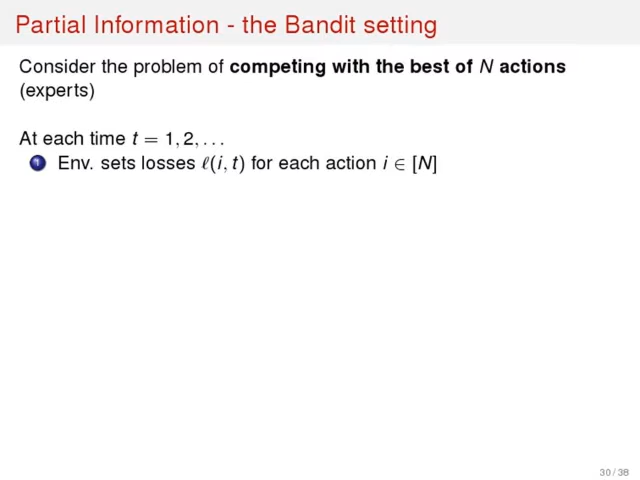 Partial Information - the Bandit setting
Consider the problem of competing with the best of N actions
(experts)
At each time t = 1, 2, . . .
1 Env. sets losses ℓ(i, t) for each action i ∈ [N]
30 / 38